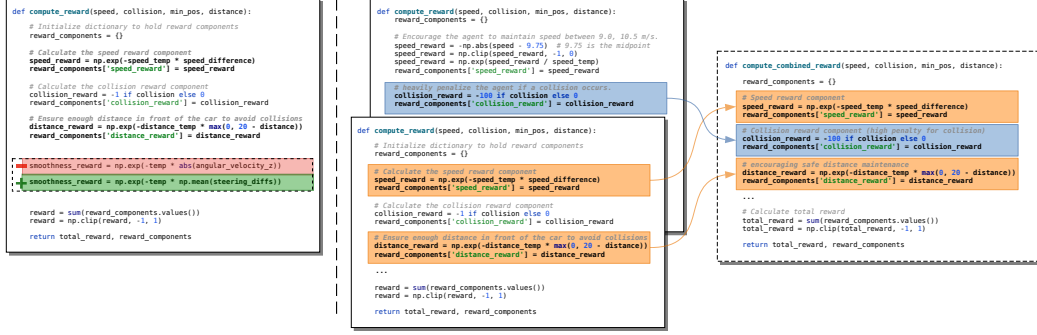 def compute_reward(speed, collision, min_pos, distance):
# Initialize dictionary to hold reward components
reward_components = {}
# Calculate the speed reward component
speed_reward = np.exp(-speed_temp * speed_difference)
reward_components['speed_reward'] = speed_reward
# Calculate the collision reward component
collision_reward = -1 if collision else 0
reward_components['collision_reward'] = collision_reward
# Ensure enough distance in front of the car to avoid collisions
distance_reward = np.exp(-distance_temp * max(0, 20 - distance))
reward_components['distance_reward'] = distance_reward
smoothness_reward = np.exp(-temp * abs(angular_velocity_z))
smoothness_reward = np.exp(-temp * np.mean(steering_diffs))
reward = sum(reward_components.values())
reward = np.clip(reward, -1, 1)
return total_reward, reward_components
def compute_reward(speed, collision, min_pos, distance):
reward_components = {}
# Encourage the agent to maintain speed between 9.0, 10.5 m/s.
speed_reward = -np.abs(speed - 9.75) # 9.75 is the midpoint
speed_reward = np.clip(speed_reward, -1, 0)
speed_reward = np.exp(speed_reward / speed_temp)
reward_components['speed_reward'] = speed_reward
# heavily penalize the agent if a collision occurs.
collision_reward = -100 if collision else 0
reward_components['collision_reward'] = collision_reward
def compute_reward(speed, collision, min_pos, distance):
# Initialize dictionary to hold reward components
reward_components = {}
# Calculate the speed reward component
speed_reward = np.exp(-speed_temp * speed_difference)
reward_components['speed_reward'] = speed_reward
# Calculate the collision reward component
collision_reward = -1 if collision else 0
reward_components['collision_reward'] = collision_reward
# Ensure enough distance in front of the car to avoid collisions
distance_reward = np.exp(-distance_temp * max(0, 20 - distance))
reward_components['distance_reward'] = distance_reward
...
reward = sum(reward_components.values())
reward = np.clip(reward, -1, 1)
return total_reward, reward_components
def compute_combined_reward(speed, collision, min_pos, distance):
reward_components = {}
# Speed reward component
speed_reward = np.exp(-speed_temp * speed_difference)
reward_components['speed_reward'] = speed_reward
# Collision reward component (high penalty for collision)
collision_reward = -100 if collision else 0
reward_components['collision_reward'] = collision_reward
# encouraging safe distance maintenance
distance_reward = np.exp(-distance_temp * max(0, 20 - distance))
reward_components['distance_reward'] = distance_reward
...
# Calculate total reward
total_reward = sum(reward_components.values())
total_reward = np.clip(total_reward, -1, 1)
return total_reward, reward_components